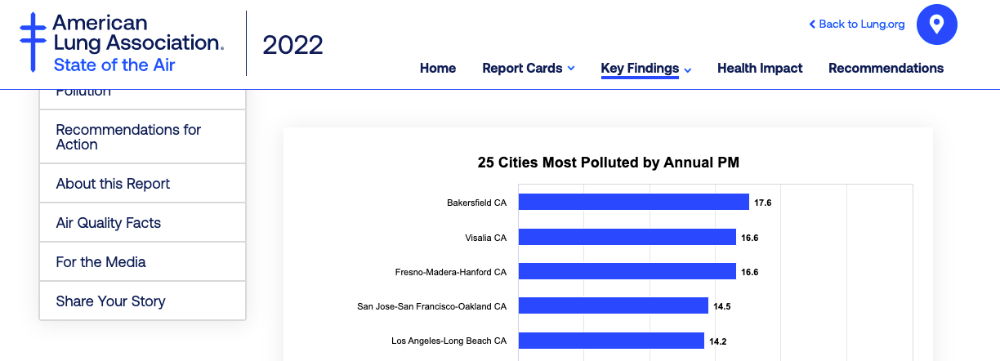 American
Lung Association.
State of the Air
2022
Back to Lung.org
Home
Report Cards
Key Findings
Health Impact
Recommendations
Pollution
Recommendations for
Action
About this Report
Air Quality Facts
For the Media
Share Your Story
25 Cities Most Polluted by Annual PM
Bakersfield CA 17.6
Visalia CA 16.6
Fresno-Madera-Hanford CA 16.6
San Jose-San Francisco-Oakland CA 14.5
Los Angeles-Long Beach CA 14.2